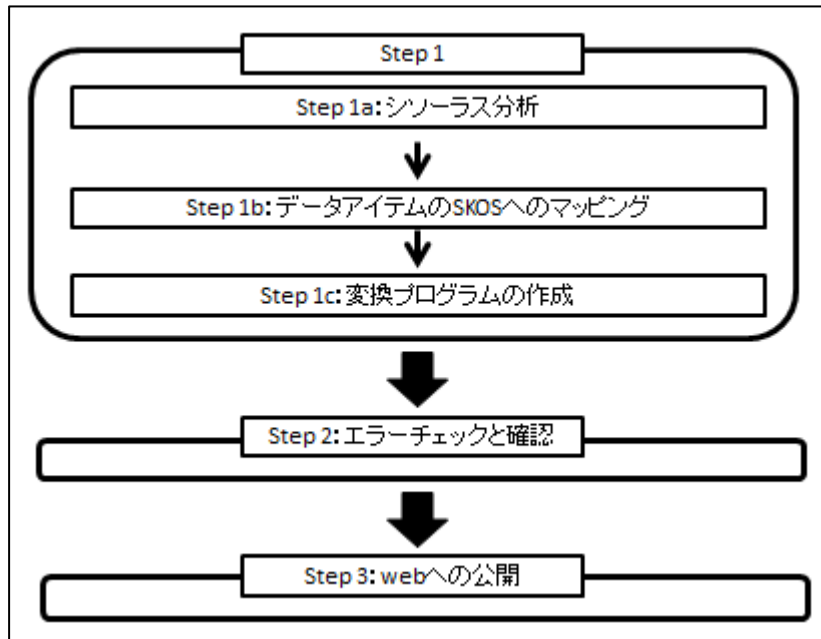 Step 1
Step 1a:シソーラス分析
Step 1b:データアイテムのSKOSへのマッピング
Step 1c:変換プログラムの作成
Step 2:エラーチェックと確認
Step 3:webへの公開